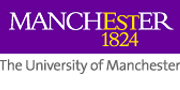 MANCHEStER
1824
The University of Manchester